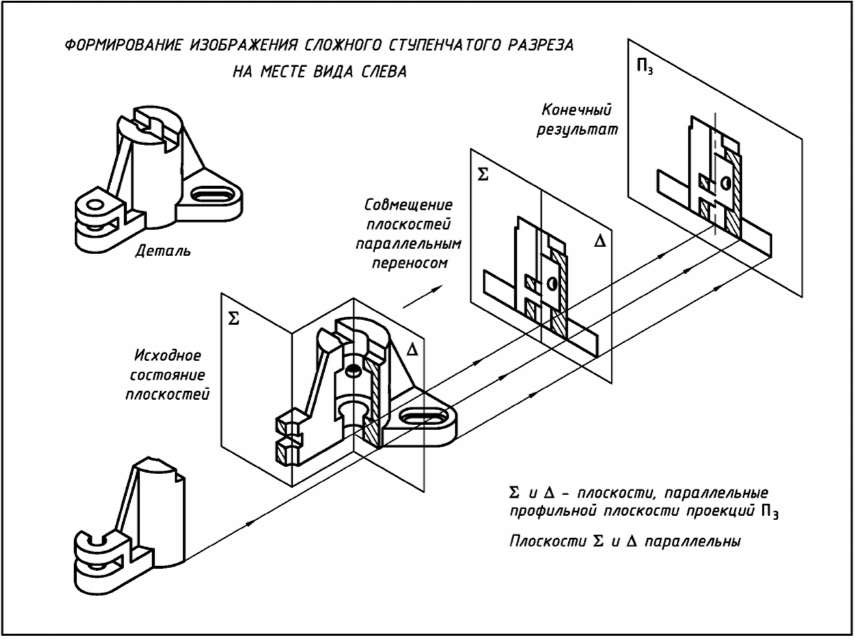 ФОРМИРОВАНИЕ ИЗОБРАЖЕНИЯ СЛОЖНОГО СТУПЕНЧАТОГО РАЗРЕЗА
НА МЕСТЕ ВИДА СЛЕВА
П₃
Конечный
результат
Σ
Совмещение
плоскостей
параллельным
переносом
Δ
Деталь
Σ
Δ
Исходное
состояние
плоскостей
Σ и Δ – плоскости, параллельные
профильной плоскости проекций П₃
Плоскости Σ и Δ параллельны